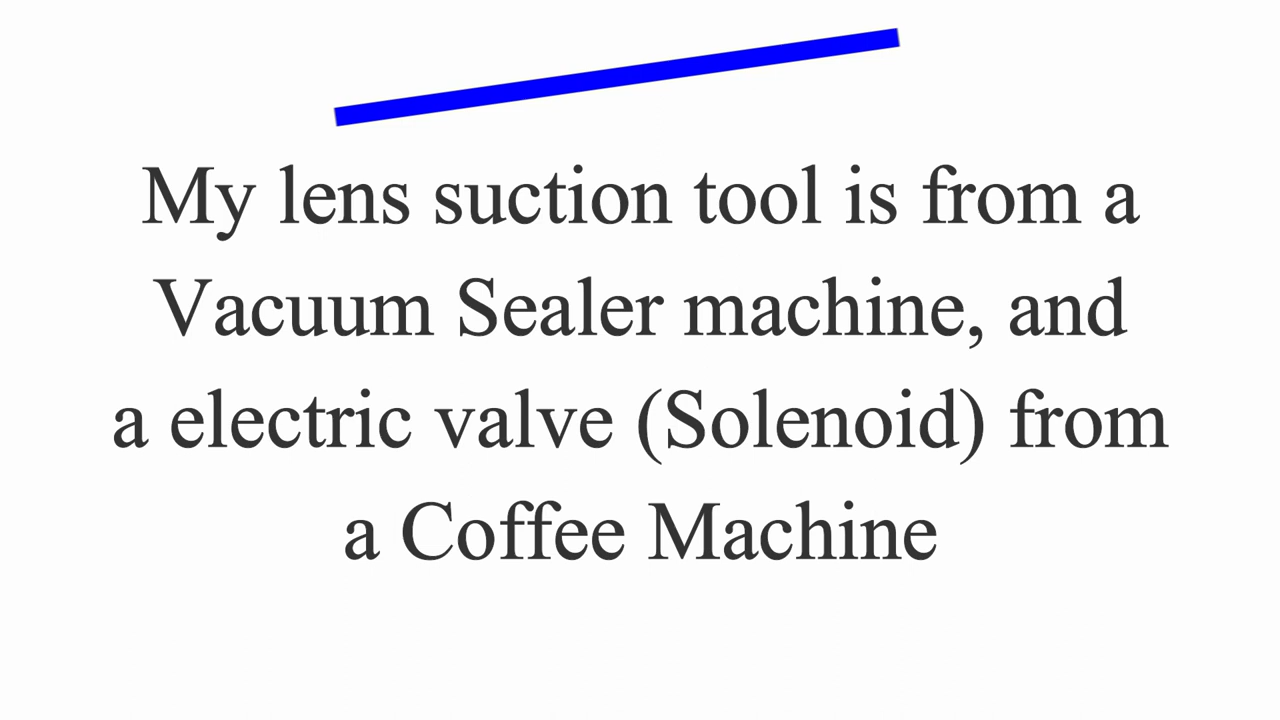 My lens suction tool is from a
Vacuum Sealer machine, and
a electric valve (Solenoid) from
a Coffee Machine